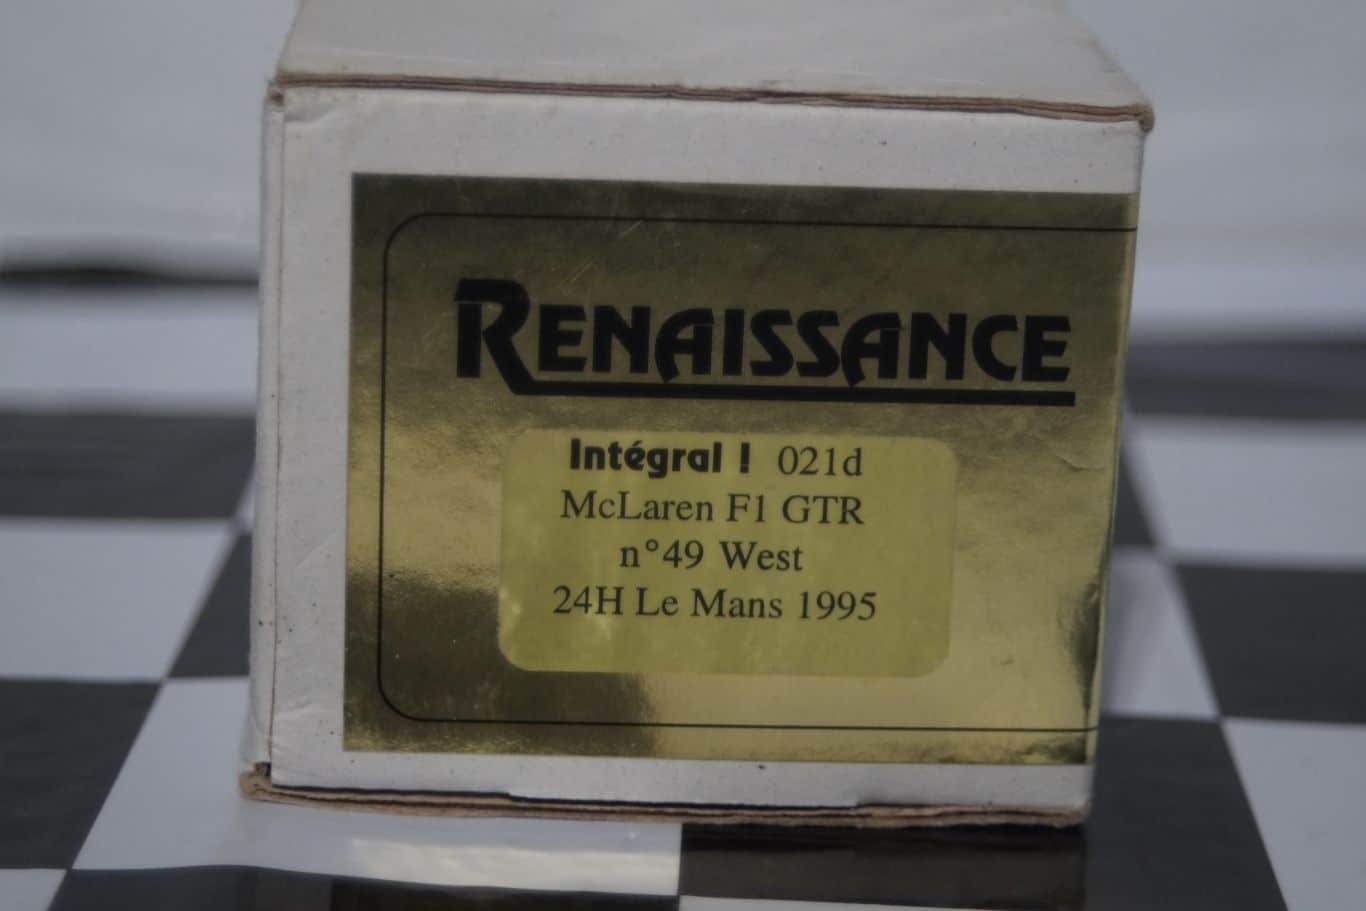 RENAISSANCE
Intégral ! 021d
McLaren F1 GTR
n°49 West
24H Le Mans 1995